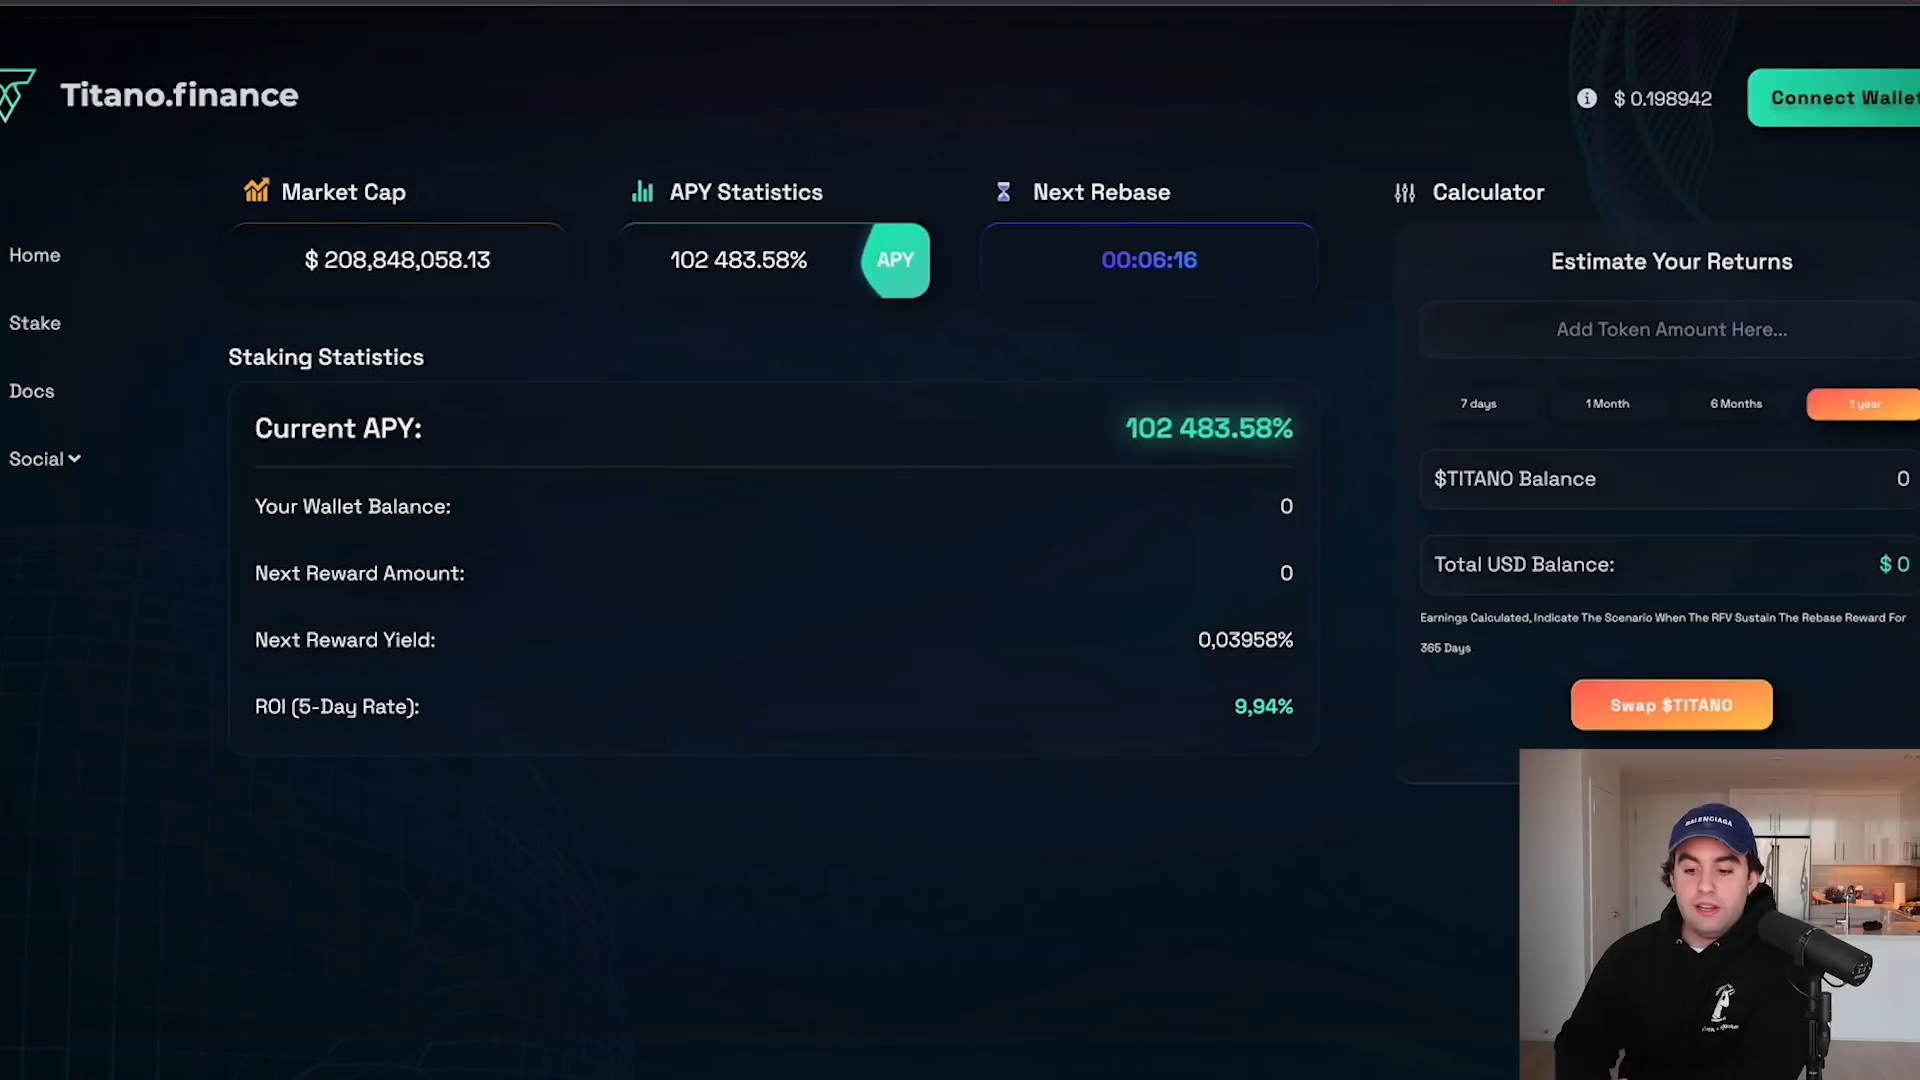 Titano.finance
$ 0.198942
Connect Wallet
Market Cap
APY Statistics
Next Rebase
Calculator
$ 208,848,058.13
102 483.58%
APY
00:06:16
Home
Stake
Docs
Social
Estimate Your Returns
Add Token Amount Here...
7 days
1 Month
6 Months
1 year
$TITANO Balance
0
Total USD Balance:
$ 0
Earnings Calculated, Indicate The Scenario When The RFV Sustain The Rebase Reward For
365 Days
Swap $TITANO
Staking Statistics
Current APY:
102 483.58%
Your Wallet Balance:
0
Next Reward Amount:
0
Next Reward Yield:
0,03958%
ROI (5-Day Rate):
9,94%
BALENCIAGA